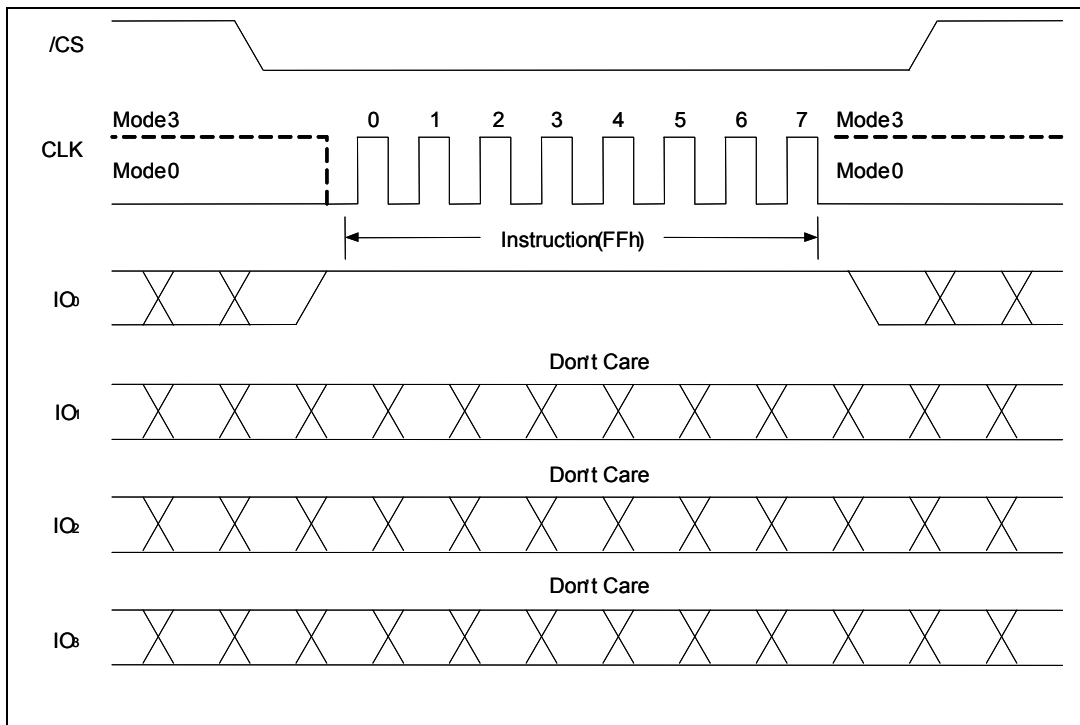 /CS
Mode3
0 1 2 3 4 5 6 7
Mode3
CLK
Mode0
Mode0
Instruction(FFh)
IO0
Don't Care
IO1
Don't Care
IO2
Don't Care
IO3